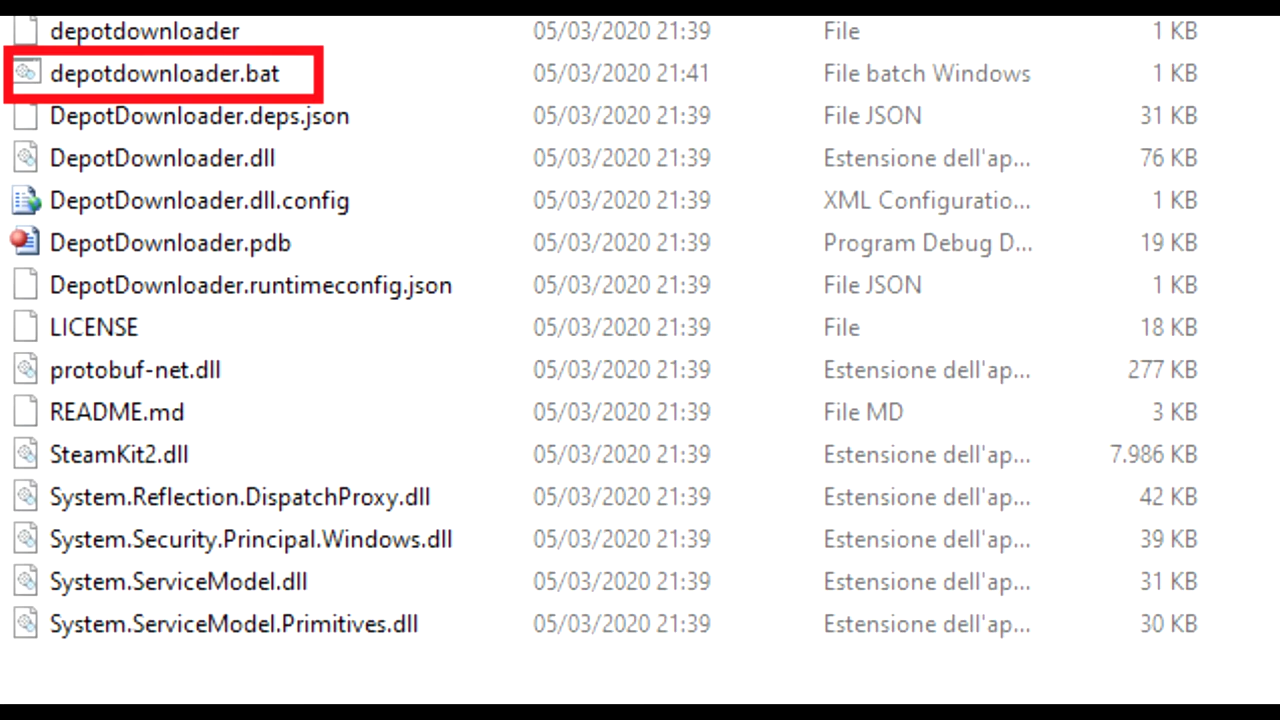 depotdownloader 05/03/2020 21:39 File 1 KB
depotdownloader.bat 05/03/2020 21:41 File batch Windows 1 KB
DepotDownloader.deps.json 05/03/2020 21:39 File JSON 31 KB
DepotDownloader.dll 05/03/2020 21:39 Estensione dell'ap... 76 KB
DepotDownloader.dll.config 05/03/2020 21:39 XML Configuratio... 1 KB
DepotDownloader.pdb 05/03/2020 21:39 Program Debug D... 19 KB
DepotDownloader.runtimeconfig.json 05/03/2020 21:39 File JSON 1 KB
LICENSE 05/03/2020 21:39 File 18 KB
protobuf-net.dll 05/03/2020 21:39 Estensione dell'ap... 277 KB
README.md 05/03/2020 21:39 File MD 3 KB
SteamKit2.dll 05/03/2020 21:39 Estensione dell'ap... 7.986 KB
System.Reflection.DispatchProxy.dll 05/03/2020 21:39 Estensione dell'ap... 42 KB
System.Security.Principal.Windows.dll 05/03/2020 21:39 Estensione dell'ap... 39 KB
System.ServiceModel.dll 05/03/2020 21:39 Estensione dell'ap... 31 KB
System.ServiceModel.Primitives.dll 05/03/2020 21:39 Estensione dell'ap... 30 KB